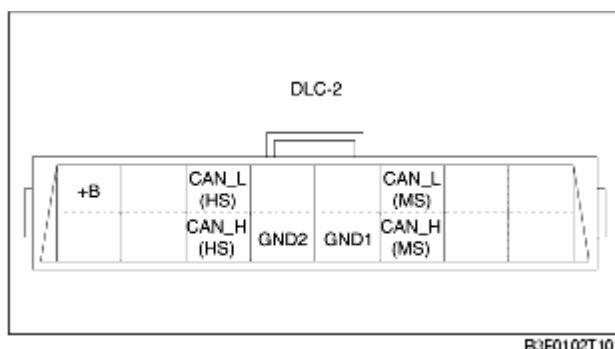 DLC-2
+B
CAN_L
(HS)
CAN_L
(MS)
CAN_H
(HS)
GND2
GND1
CAN_H
(MS)
B3E0102T10